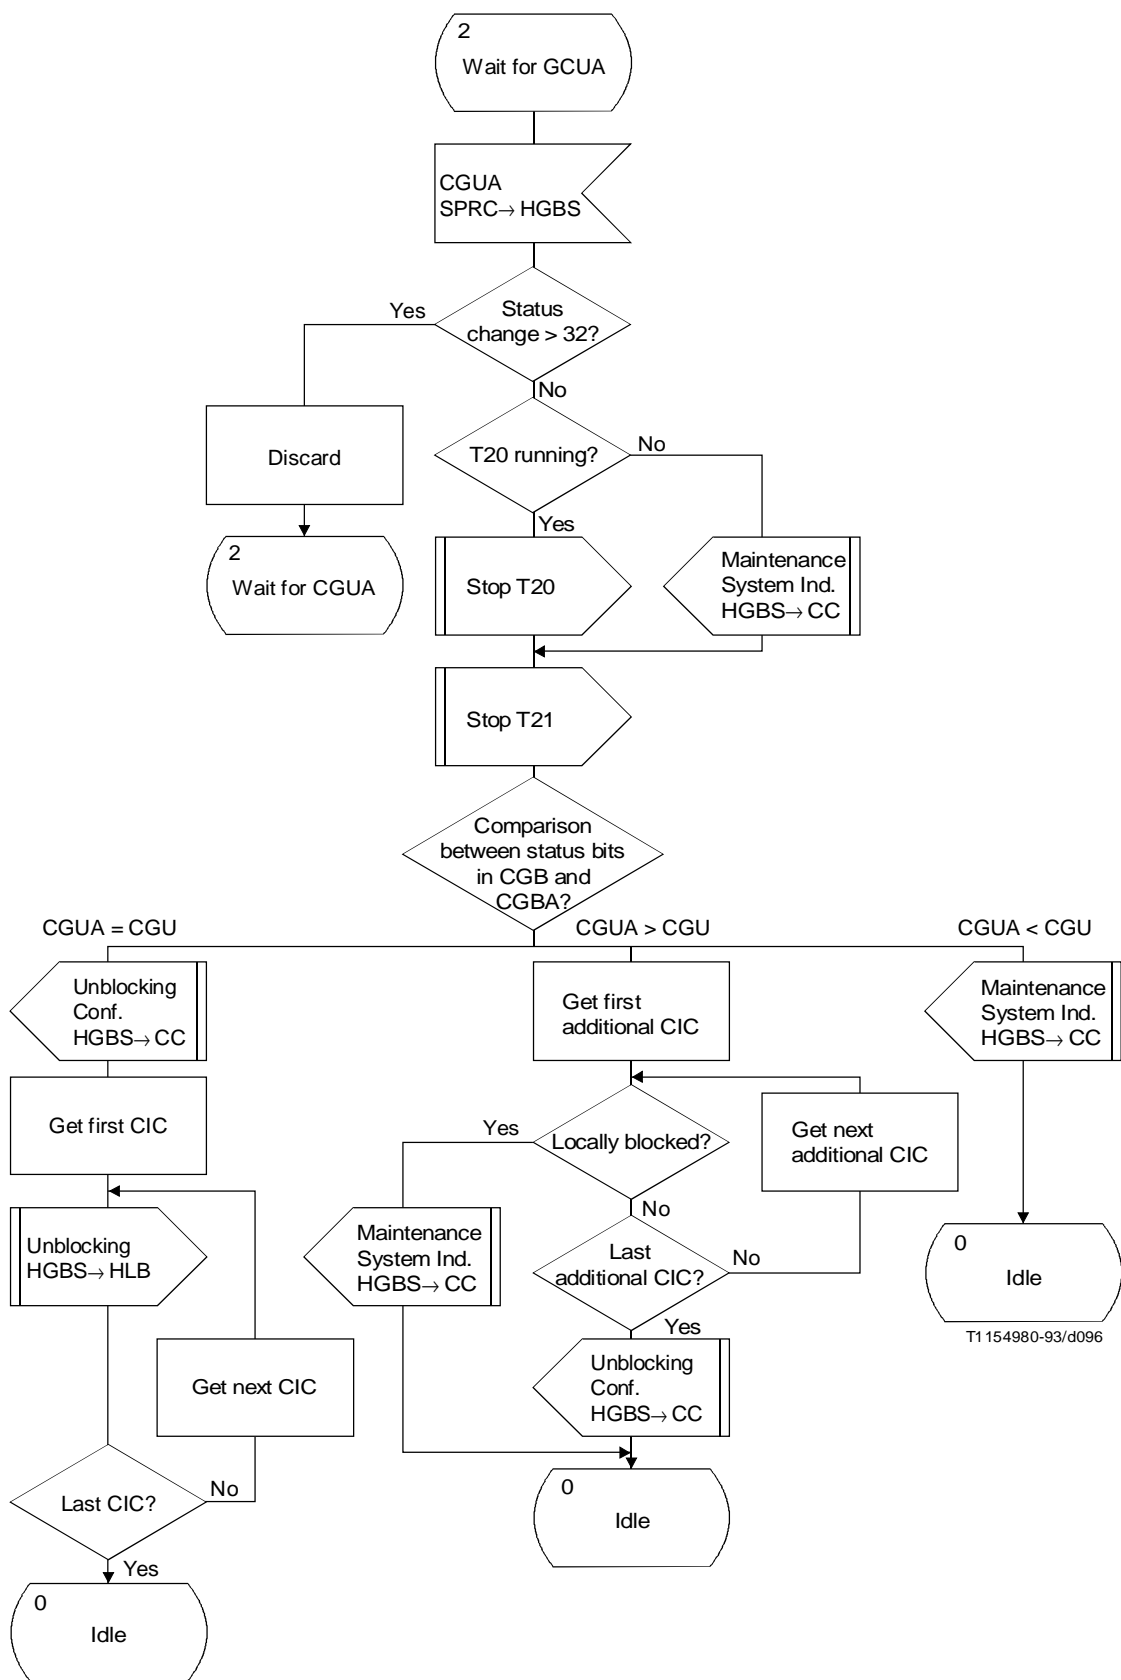 2
Wait for GCUA
CGUA
SPRC→ HGBS
Yes
Status
change > 32?
No
Discard
T20 running?
No
Yes
2
Wait for CGUA
Stop T20
Maintenance
System Ind.
HGBS→ CC
Stop T21
Comparison
between status bits
in CGB and
CGBA?
CGUA = CGU
CGUA > CGU
CGUA < CGU
Unblocking
Conf.
HGBS→ CC
Get first
additional CIC
Maintenance
System Ind.
HGBS→ CC
Get first CIC
Yes
Locally blocked?
Get next
additional CIC
No
Unblocking
HGBS→ HLB
Maintenance
System Ind.
HGBS→ CC
Last
additional CIC?
No
0
Idle
T1154980-93/d096
Yes
Get next CIC
Unblocking
Conf.
HGBS→ CC
Last CIC?
No
0
Idle
Yes
0
Idle